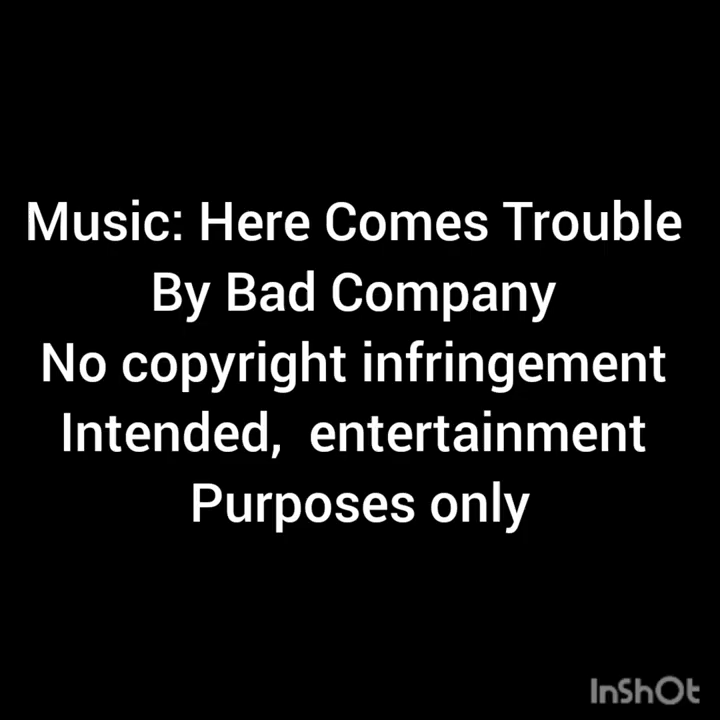 Music: Here Comes Trouble
By Bad Company
No copyright infringement
Intended,  entertainment
Purposes only
InShOt